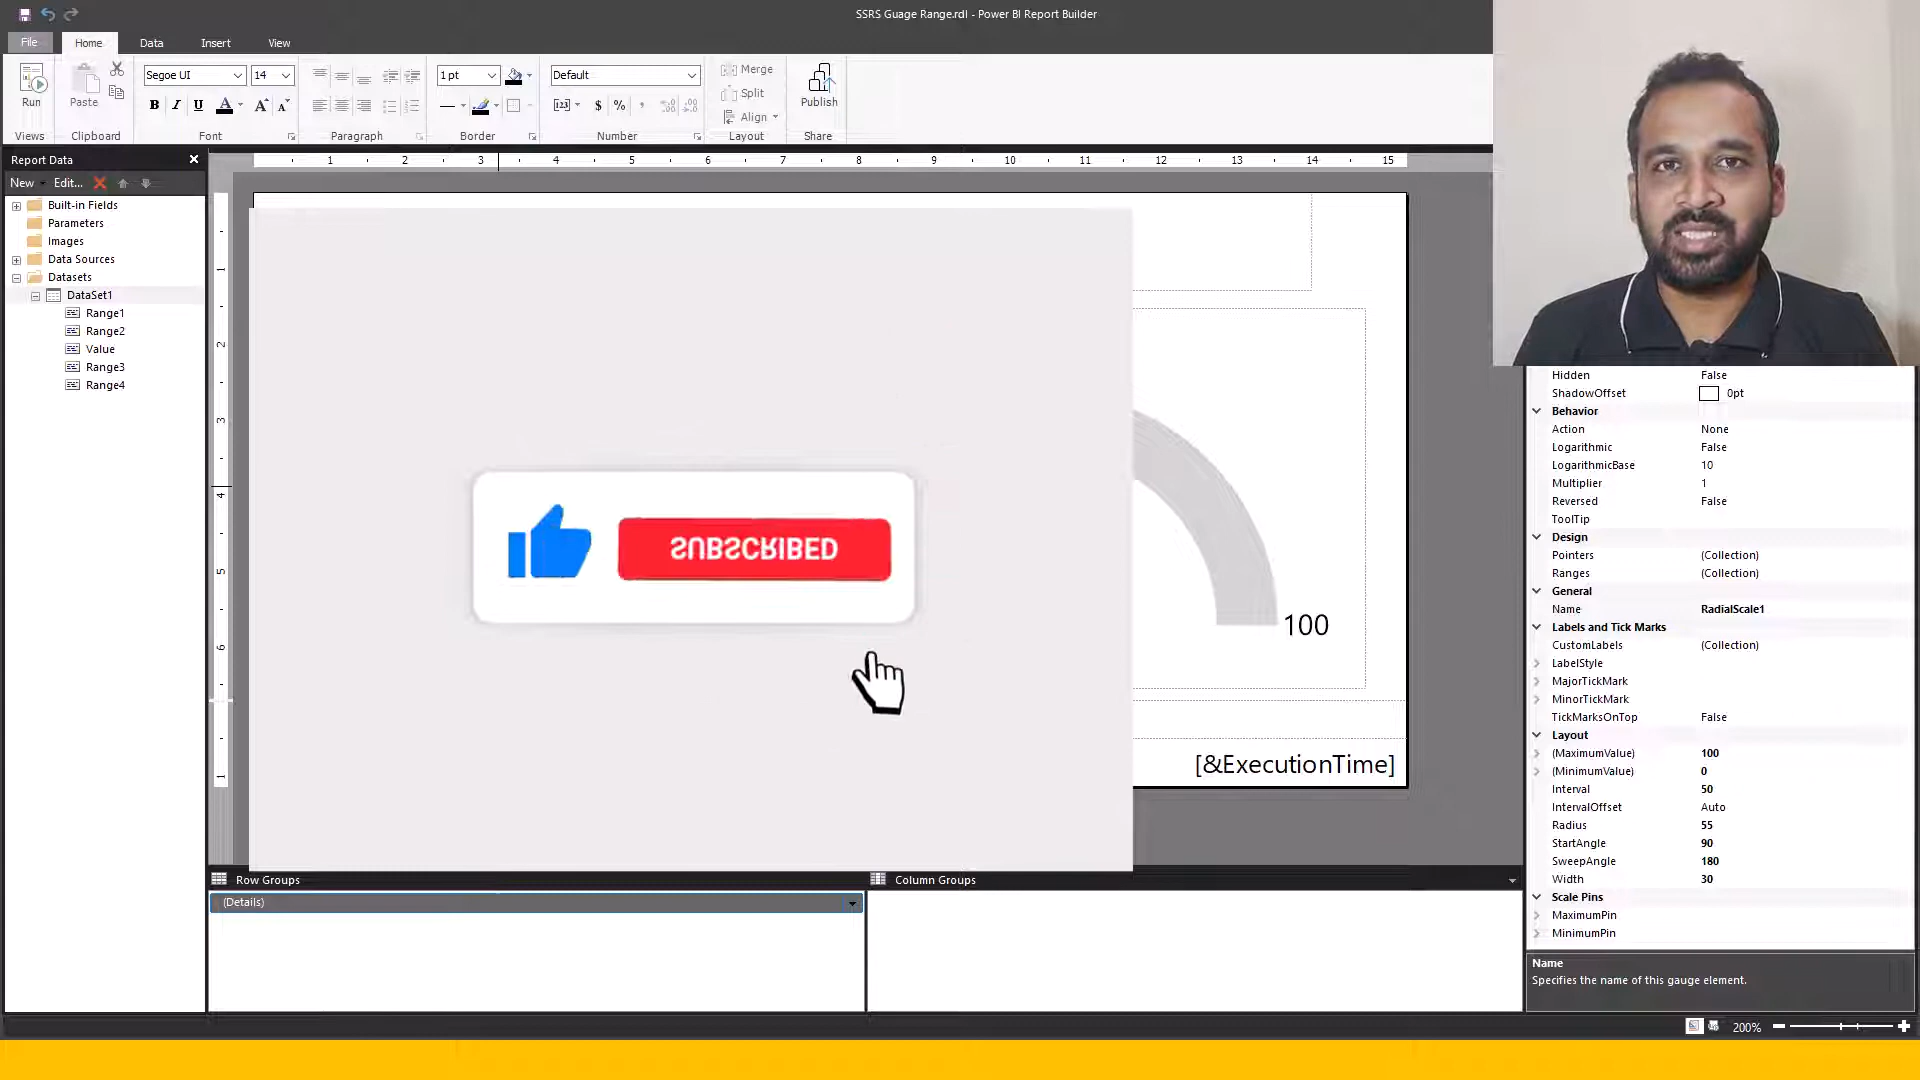 SSRS Guage Range.rdl - Power BI Report Builder
File Home Data Insert View
Segoe UI 14 1 pt Default Merge
Run Paste Split Publish
B I U A A A $ % Align
Views Clipboard Font Paragraph Border Number Layout Share
Report Data
New Edit...
Built-in Fields
Parameters
Images
Data Sources
Datasets
DataSet1
Range1
Range2
Value
Range3
Range4
1 2 3 4 5 6 7 8 9 10 11 12 13 14 15
1
2
3
4
5
6
1
SUBSCRIBED
100
[&ExecutionTime]
Row Groups
(Details)
Column Groups
Hidden False
ShadowOffset 0pt
Behavior
Action None
Logarithmic False
LogarithmicBase 10
Multiplier 1
Reversed False
ToolTip
Design
Pointers (Collection)
Ranges (Collection)
General
Name RadialScale1
Labels and Tick Marks
CustomLabels (Collection)
LabelStyle
MajorTickMark
MinorTickMark
TickMarksOnTop False
Layout
(MaximumValue) 100
(MinimumValue) 0
Interval 50
IntervalOffset Auto
Radius 55
StartAngle 90
SweepAngle 180
Width 30
Scale Pins
MaximumPin
MinimumPin
Name
Specifies the name of this gauge element.
200%